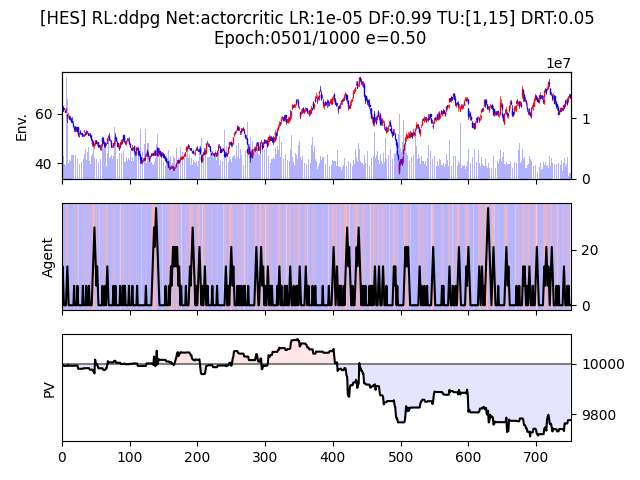 [HES] RL:ddpg Net:actorcritic LR:1e-05 DF:0.99 TU:[1,15] DRT:0.05
Epoch:0501/1000 e=0.50
1e7
Env.
60
40
1
0
Agent
20
0
PV
10000
9800
0 100 200 300 400 500 600 700